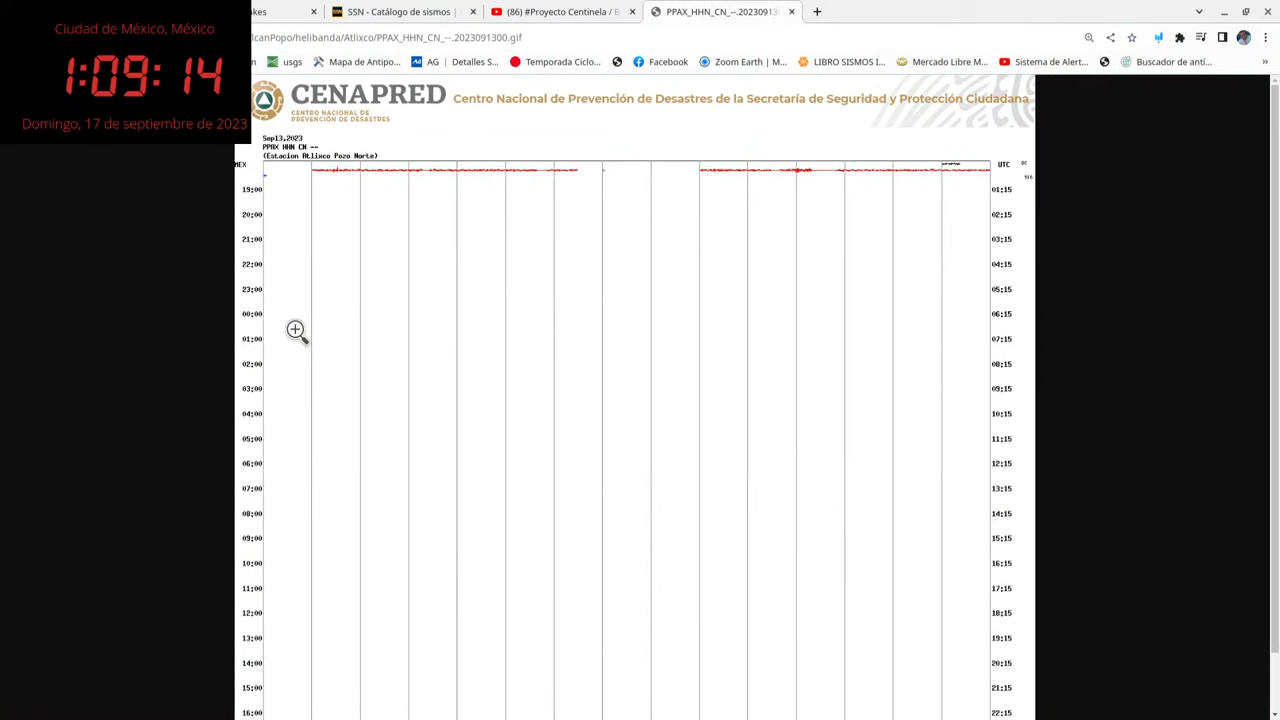 Ciudad de México, México
1:09:14
Domingo, 17 de septiembre de 2023
akes
SSN - Catálogo de sismos |
(86) #Proyecto Centinela / B
PPAX_HHN_CN_--.202309130
lcanPopo/helibanda/Atlixco/PPAX_HHN_CN_--.2023091300.gif
n
usgs
Mapa de Antipo...
AG | Detalles S...
Temporada Ciclo...
Facebook
Zoom Earth | M...
LIBRO SISMOS I...
Mercado Libre M...
Sistema de Alert...
Buscador de antí...
»
CENAPRED
CENTRO NACIONAL DE
PREVENCIÓN DE DESASTRES
Centro Nacional de Prevención de Desastres de la Secretaría de Seguridad y Protección Ciudadana
Sep13,2023
PPAX HHN CN --
(Estacion Atlixco Pozo Norte)
MEX UTC DC
916
19:00 01:15
20:00 02:15
21:00 03:15
22:00 04:15
23:00 05:15
00:00 06:15
01:00 07:15
02:00 08:15
03:00 09:15
04:00 10:15
05:00 11:15
06:00 12:15
07:00 13:15
08:00 14:15
09:00 15:15
10:00 16:15
11:00 17:15
12:00 18:15
13:00 19:15
14:00 20:15
15:00 21:15
16:00 22:15